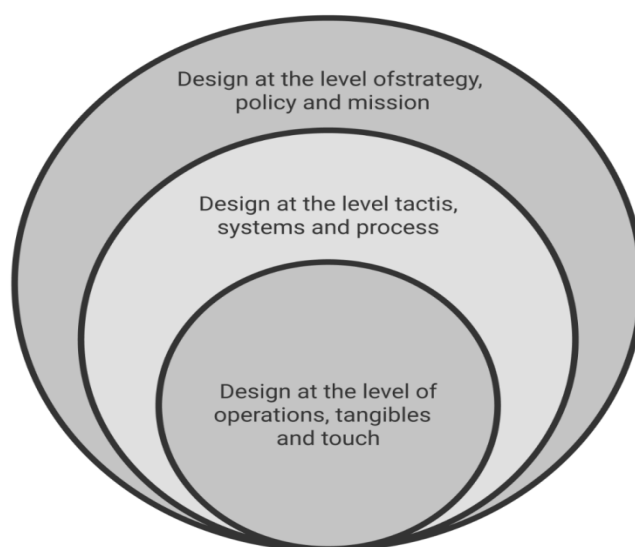 Design at the level ofstrategy,
policy and mission
Design at the level tactis,
systems and process
Design at the level of
operations, tangibles
and touch